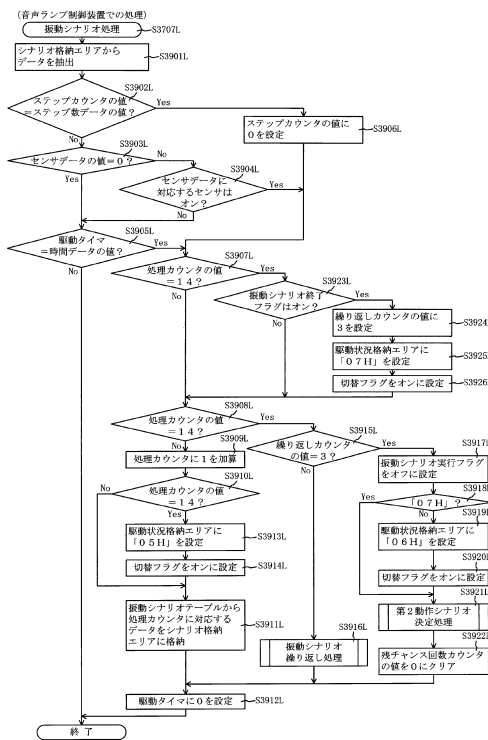 (音声ランプ制御装置での処理)
振動シナリオ処理
S3707L
シナリオ格納エリアから
データを抽出
S3901L
ステップカウンタの値
=ステップ数データの値?
S3902L
Yes
No
ステップカウンタの値に
0を設定
S3906L
センサデータの値=0?
S3903L
No
Yes
センサデータに
対応するセンサは
オン?
S3904L
Yes
No
駆動タイマ
=時間データの値?
S3905L
Yes
No
処理カウンタの値
=14?
S3907L
Yes
No
振動シナリオ終了
フラグはオン?
S3923L
Yes
No
繰り返しカウンタの値に
3を設定
S3924L
駆動状況格納エリアに
「07H」を設定
S3925L
切替フラグをオンに設定
S3926L
処理カウンタの値
=14?
S3908L
Yes
No
処理カウンタに1を加算
S3909L
処理カウンタの値
=14?
S3910L
No
Yes
駆動状況格納エリアに
「05H」を設定
S3913L
切替フラグをオンに設定
S3914L
振動シナリオテーブルから
処理カウンタに対応する
データをシナリオ格納
エリアに格納
S3911L
繰り返しカウンタ
の値=3?
S3915L
Yes
No
振動シナリオ
繰り返し処理
S3916L
振動シナリオ実行フラグ
をオフに設定
S3917L
「07H」?
S3918L
Yes
No
駆動状況格納エリアに
「06H」を設定
S3919L
切替フラグをオンに設定
S3920L
第2動作シナリオ
決定処理
S3921L
残チャンス回数カウンタ
の値を0にクリア
S3922L
駆動タイマに0を設定
S3912L
終了